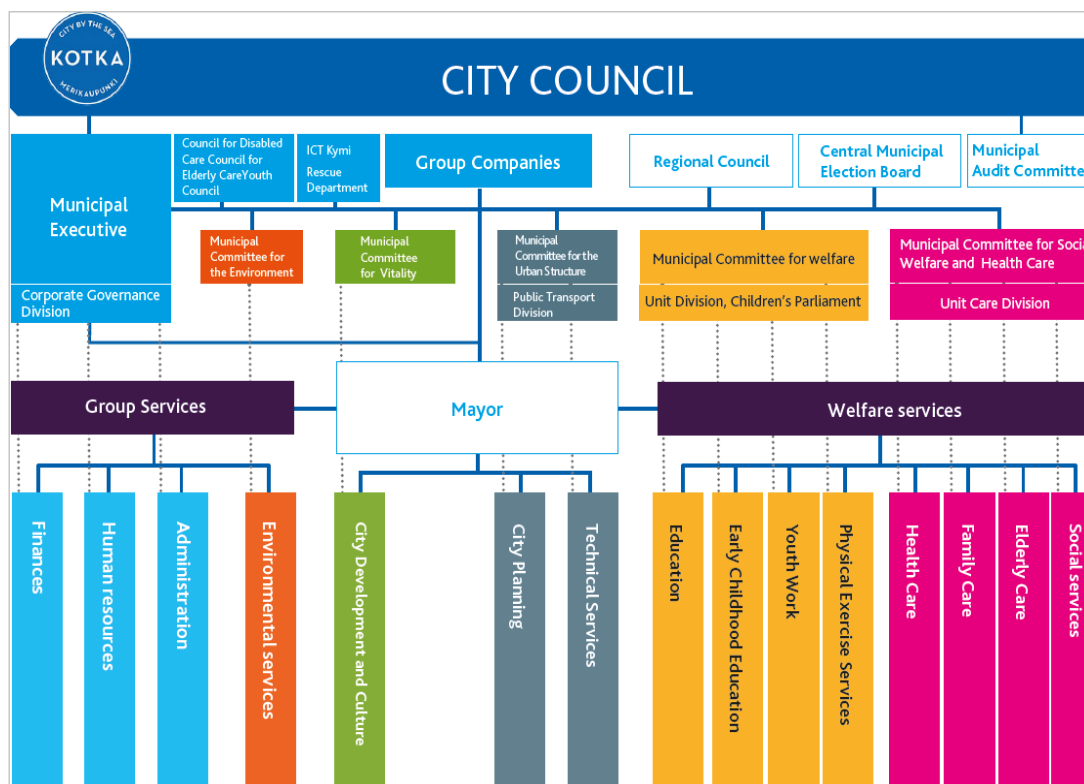 CITY BY THE SEA
KOTKA
MERIKAUPUNKI
CITY COUNCIL
Municipal
Executive
Council for Disabled
Care Council for
Elderly CareYouth
Council
ICT Kymi
Rescue
Department
Group Companies
Regional Council
Central Municipal
Election Board
Municipal
Audit Committe
Municipal
Committee for
the Environment
Municipal
Committee
for Vitality
Municipal
Committee for the
Urban Structure
Municipal Committee for welfare
Municipal Committee for Socia
Welfare and Health Care
Corporate Governance
Division
Public Transport
Division
Unit Division, Children's Parliament
Unit Care Division
Group Services
Mayor
Welfare services
Finances
Human resources
Administration
Environmental services
City Development and Culture
City Planning
Technical Services
Education
Early Childhood Education
Youth Work
Physical Exercise Services
Health Care
Family Care
Elderly Care
Social services